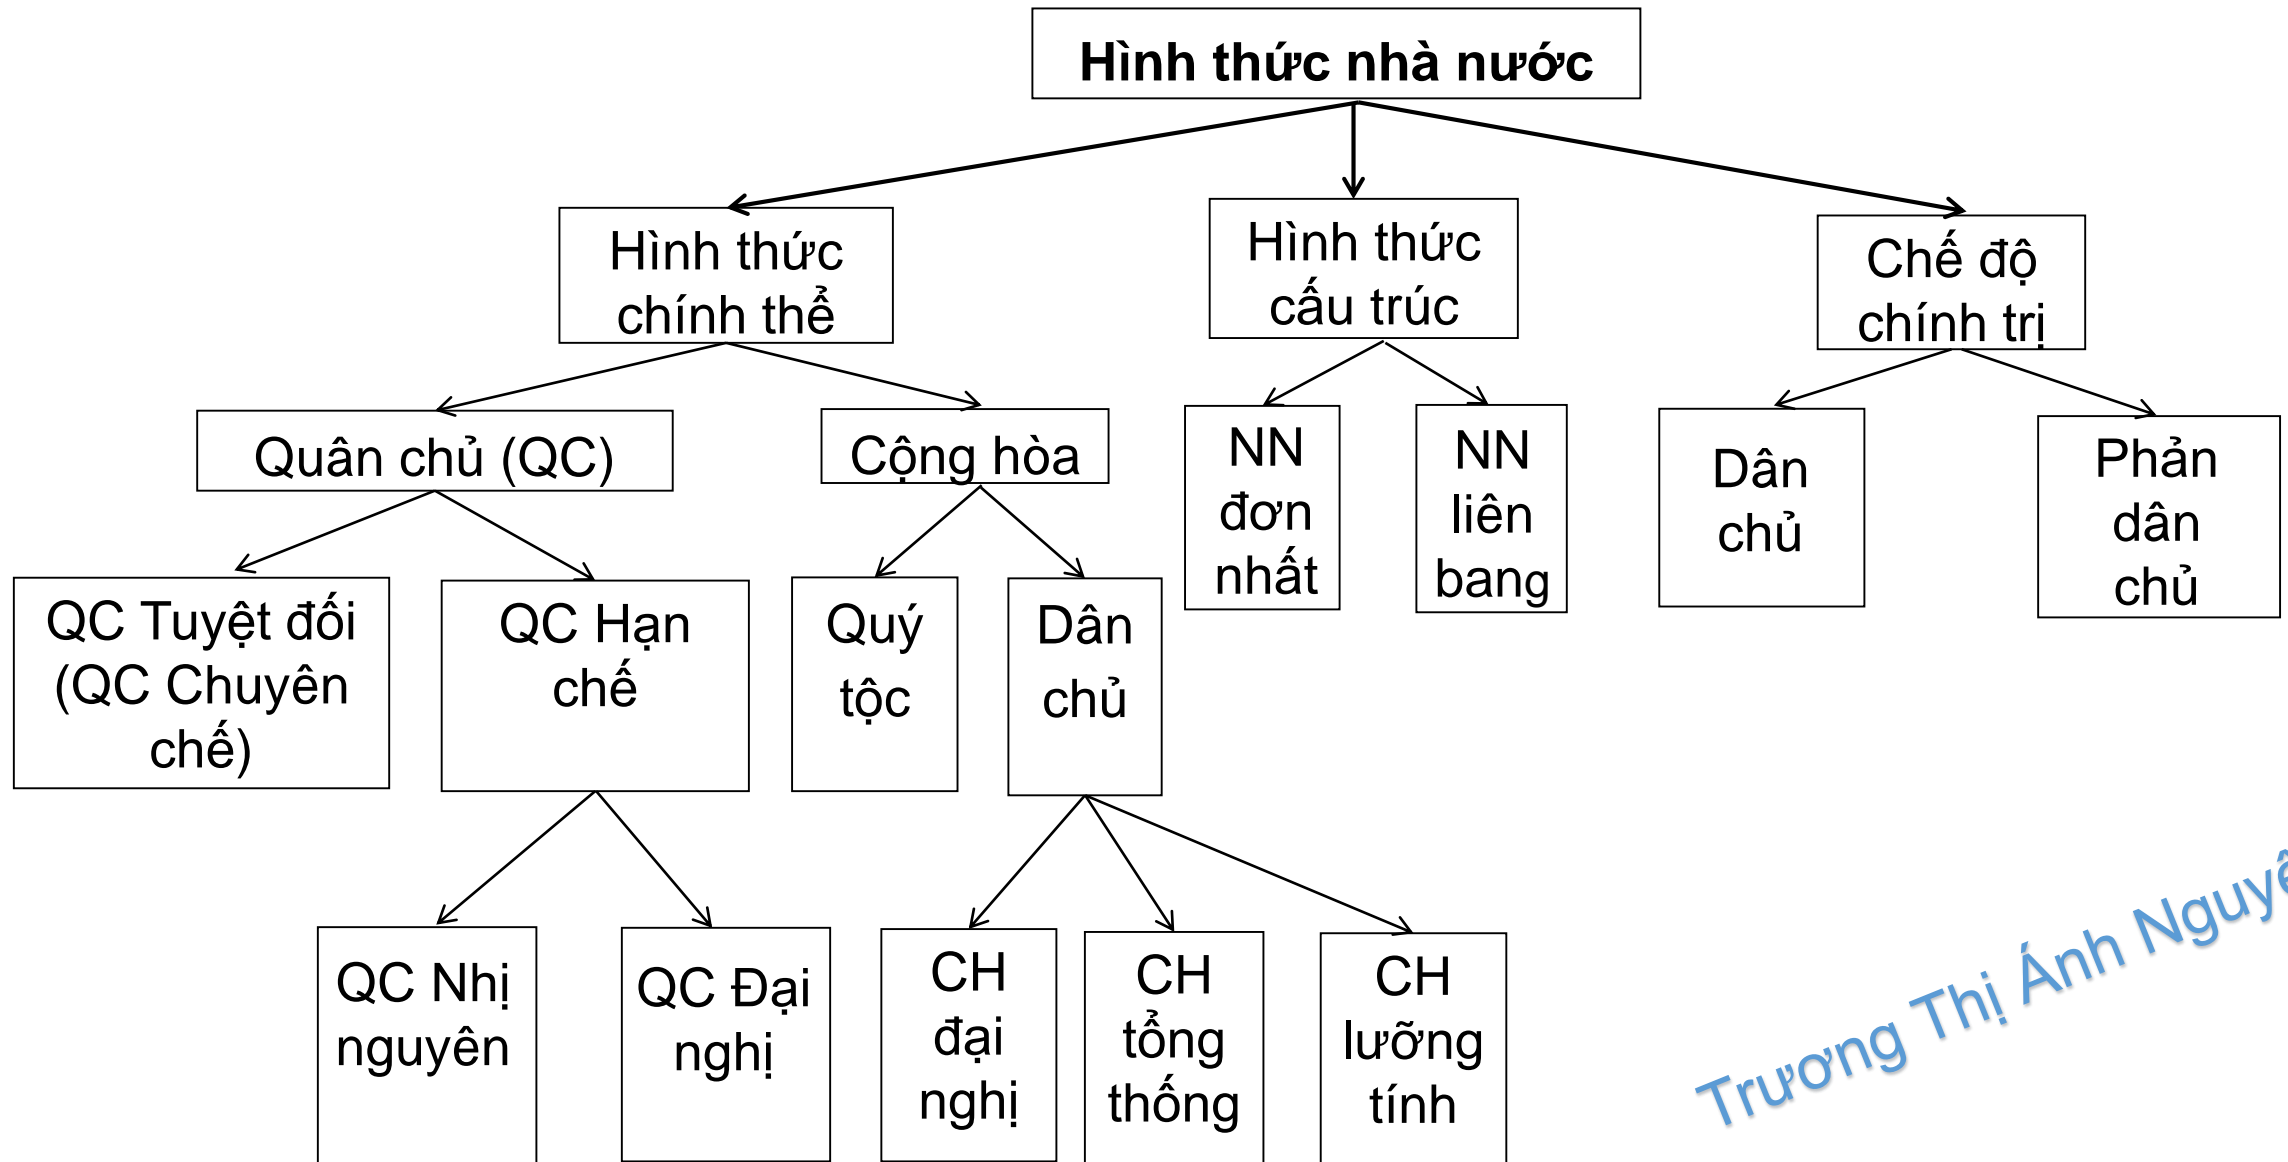 Hình thức nhà nước
Hình thức
chính thể
Hình thức
cấu trúc
Chế độ
chính trị
Quân chủ (QC)
Cộng hòa
NN
đơn
nhất
NN
liên
bang
Dân
chủ
Phản
dân
chủ
QC Tuyệt đối
(QC Chuyên
chế)
QC Hạn
chế
Quý
tộc
Dân
chủ
QC Nhị
nguyên
QC Đại
nghị
CH
đại
nghị
CH
tổng
thống
CH
lưỡng
tính
Trương Thị Ánh